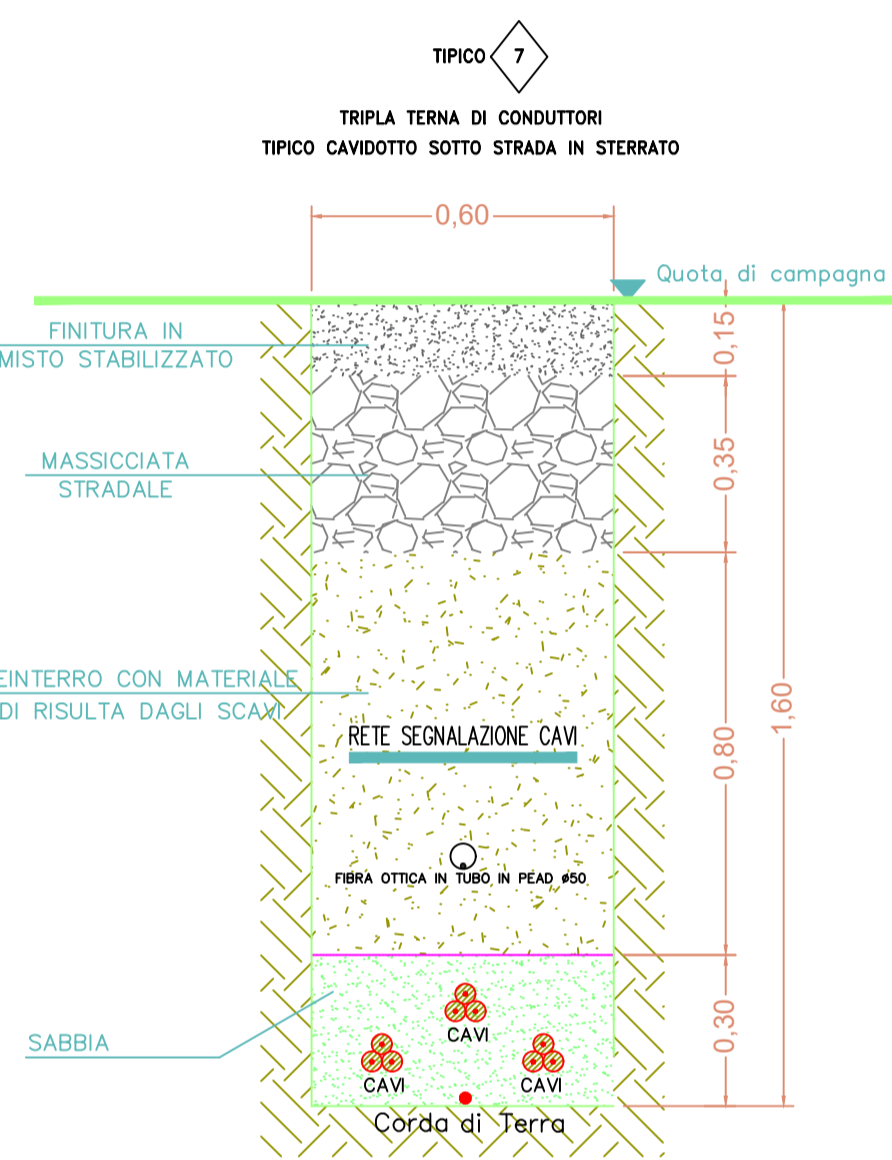 TIPICO 7
TRIPLA TERNA DI CONDUTTORI
TIPICO CAVIDOTTO SOTTO STRADA IN STERRATO
0,60
Quota di campagna
FINITURA IN
MISTO STABILIZZATO
0,15
MASSICCIATA
STRADALE
0,35
EINTERRO CON MATERIALE
DI RISULTA DAGLI SCAVI
RETE SEGNALAZIONE CAVI
0,80
1,60
FIBRA OTTICA IN TUBO IN PEAD ø50
SABBIA
CAVI
CAVI
CAVI
0,30
Corda di Terra